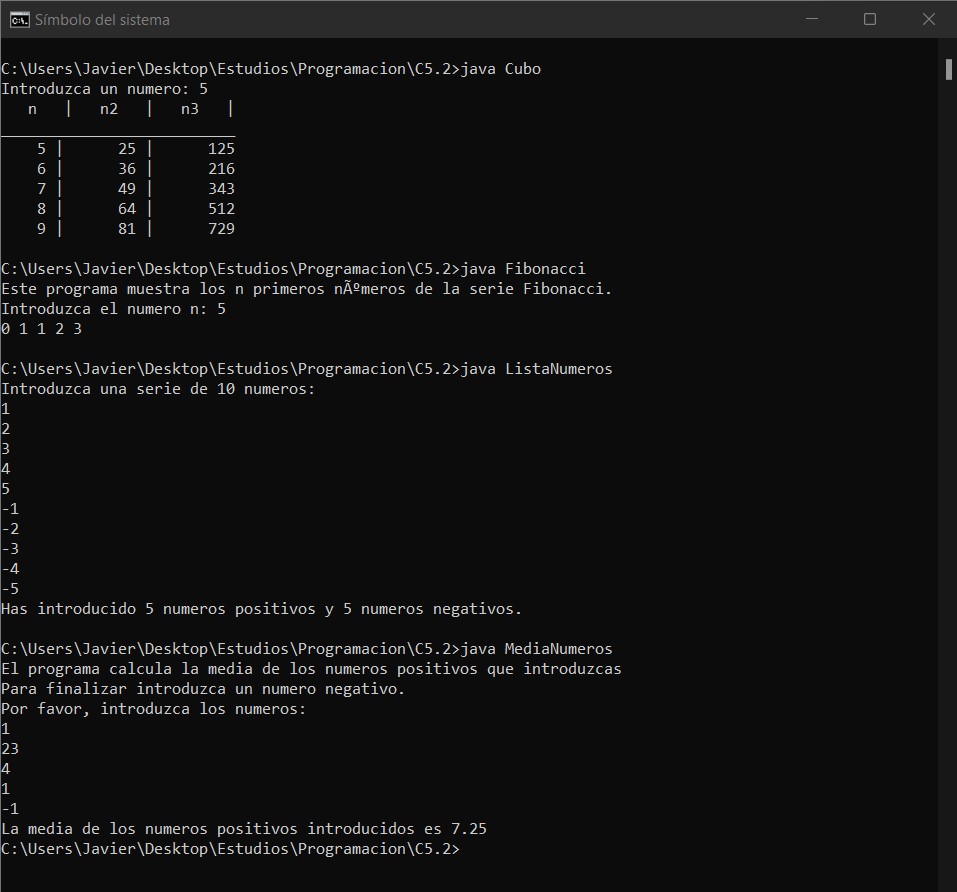 Símbolo del sistema
C:\Users\Javier\Desktop\Estudios\Programacion\C5.2>java Cubo
Introduzca un numero: 5
   n   |   n2   |   n3   |
__________________________
    5 |      25 |      125
    6 |      36 |      216
    7 |      49 |      343
    8 |      64 |      512
    9 |      81 |      729
C:\Users\Javier\Desktop\Estudios\Programacion\C5.2>java Fibonacci
Este programa muestra los n primeros nÃºmeros de la serie Fibonacci.
Introduzca el numero n: 5
0 1 1 2 3
C:\Users\Javier\Desktop\Estudios\Programacion\C5.2>java ListaNumeros
Introduzca una serie de 10 numeros:
1
2
3
4
5
-1
-2
-3
-4
-5
Has introducido 5 numeros positivos y 5 numeros negativos.
C:\Users\Javier\Desktop\Estudios\Programacion\C5.2>java MediaNumeros
El programa calcula la media de los numeros positivos que introduzcas
Para finalizar introduzca un numero negativo.
Por favor, introduzca los numeros:
1
23
4
1
-1
La media de los numeros positivos introducidos es 7.25
C:\Users\Javier\Desktop\Estudios\Programacion\C5.2>